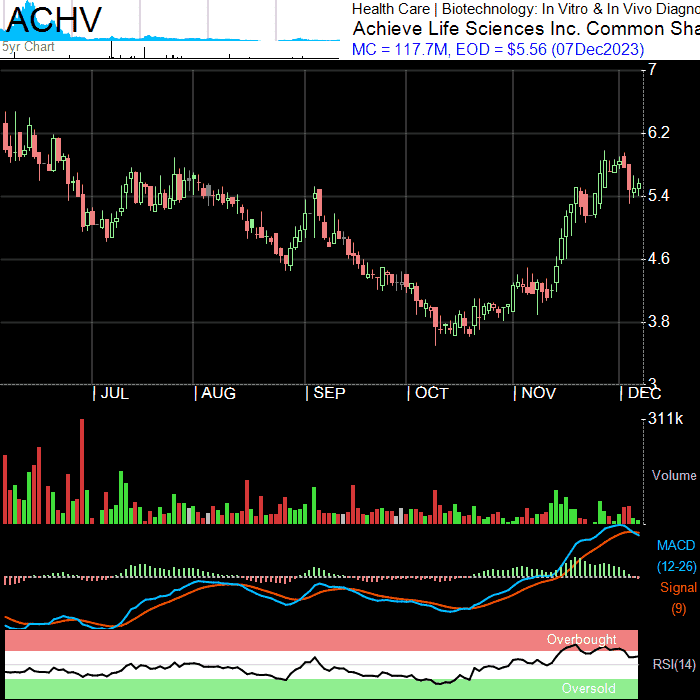 ACHV
5yr Chart
Health Care | Biotechnology: In Vitro & In Vivo Diagno
Achieve Life Sciences Inc. Common Sha
MC = 117.7M, EOD = $5.56 (07Dec2023)
7
6.2
5.4
4.6
3.8
3
| JUL | AUG | SEP | OCT | NOV | DEC
311k
Volume
MACD
(12-26)
Signal
(9)
Overbought
RSI(14)
Oversold